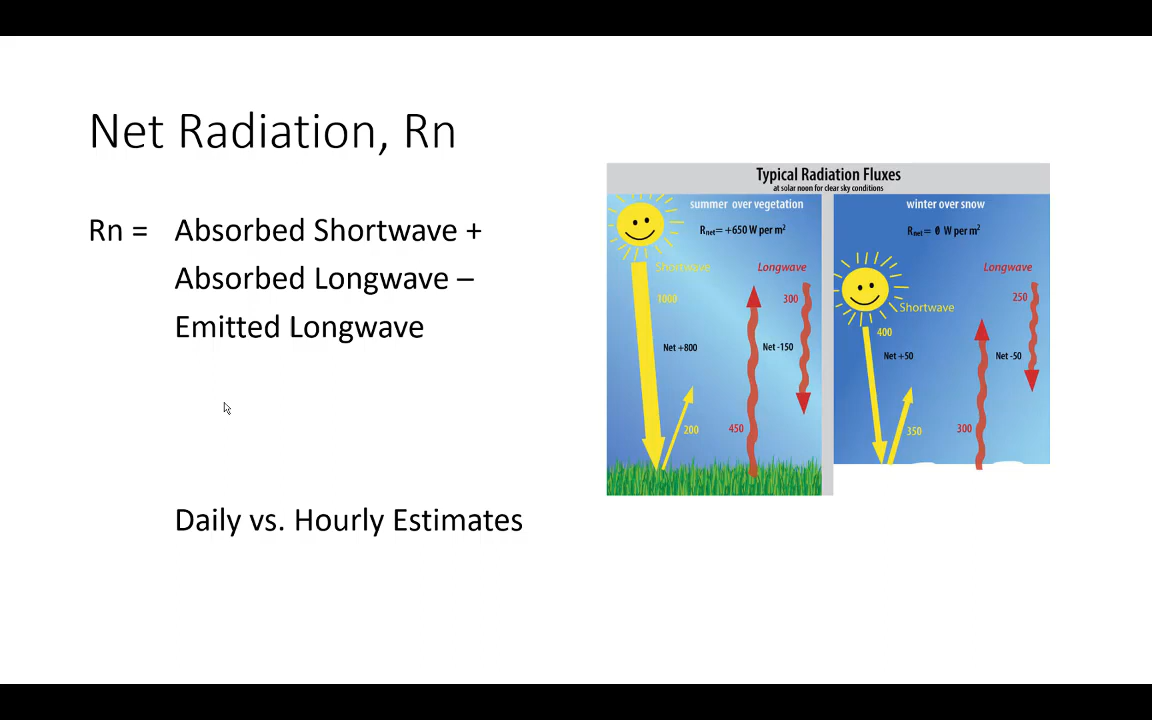 Net Radiation, Rn
Rn = Absorbed Shortwave +
Absorbed Longwave –
Emitted Longwave
Daily vs. Hourly Estimates
Typical Radiation Fluxes
at solar noon for clear sky conditions
summer over vegetation
Rnet= +650 W per m²
Shortwave
Longwave
1000
300
Net +800
Net -150
200
450
winter over snow
Rnet= 0 W per m²
Longwave
250
Shortwave
400
Net +50
Net -50
350
300